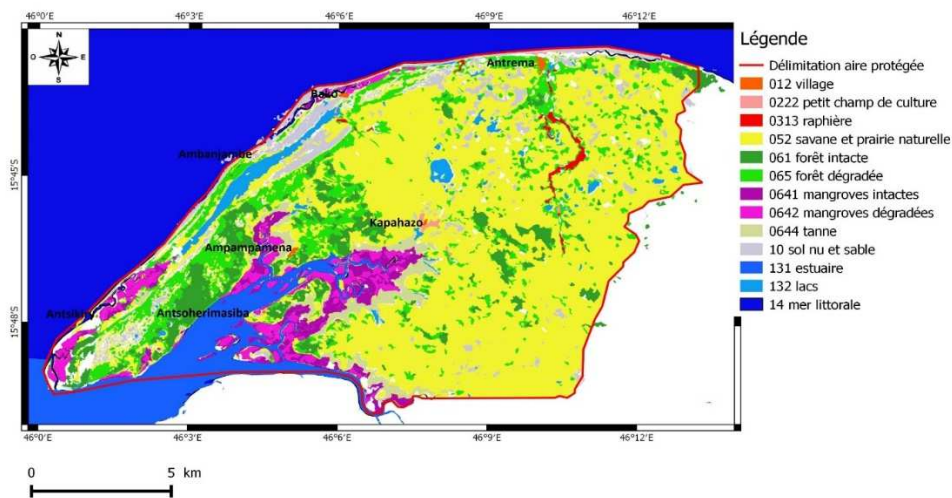 46°0'E 46°3'E 46°6'E 46°9'E 46°12'E
N
O E
S
Antrema
Bako
Ambanjambe
15°45'S
Kapahazo
Ampampamena
Antsikiry
Antsoherimasiba
15°48'S
46°0'E 46°3'E 46°6'E 46°9'E 46°12'E
0 5 km
Légende
Délimitation aire protégée
012 village
0222 petit champ de culture
0313 raphière
052 savane et prairie naturelle
061 forêt intacte
065 forêt dégradée
0641 mangroves intactes
0642 mangroves dégradées
0644 tanne
10 sol nu et sable
131 estuaire
132 lacs
14 mer littorale